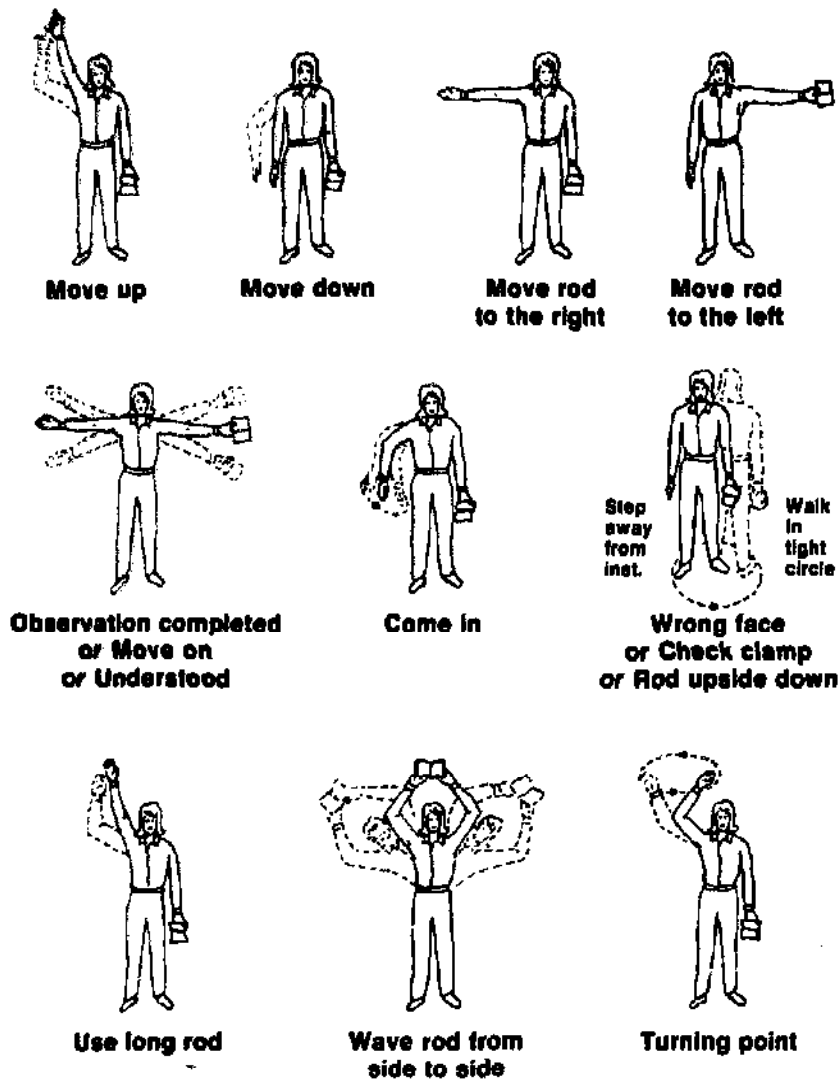 Move up
Move down
Move rod
to the right
Move rod
to the left
Observation completed
or Move on
or Understood
Come in
Step
away
from
inst.
Walk
in
tight
circle
Wrong face
or Check clamp
or Rod upside down
Use long rod
Wave rod from
side to side
Turning point